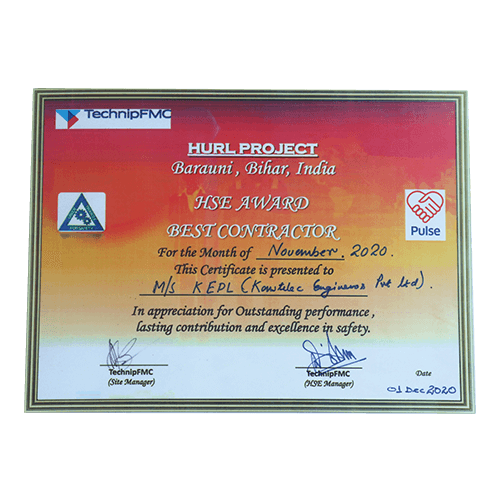 TechnipFMC
HURL PROJECT
Barauni, Bihar, India
HSE AWARD
BEST CONTRACTOR
For the Month of November. 2020.
This Certificate is presented to
M/s KEPL (Kowtilec Engineers Pvt Ltd).
In appreciation for Outstanding performance,
lasting contribution and excellence in safety.
Pulse
TechnipFMC
(Site Manager)
TechnipFMC
(HSE Manager)
Date
01 Dec 2020